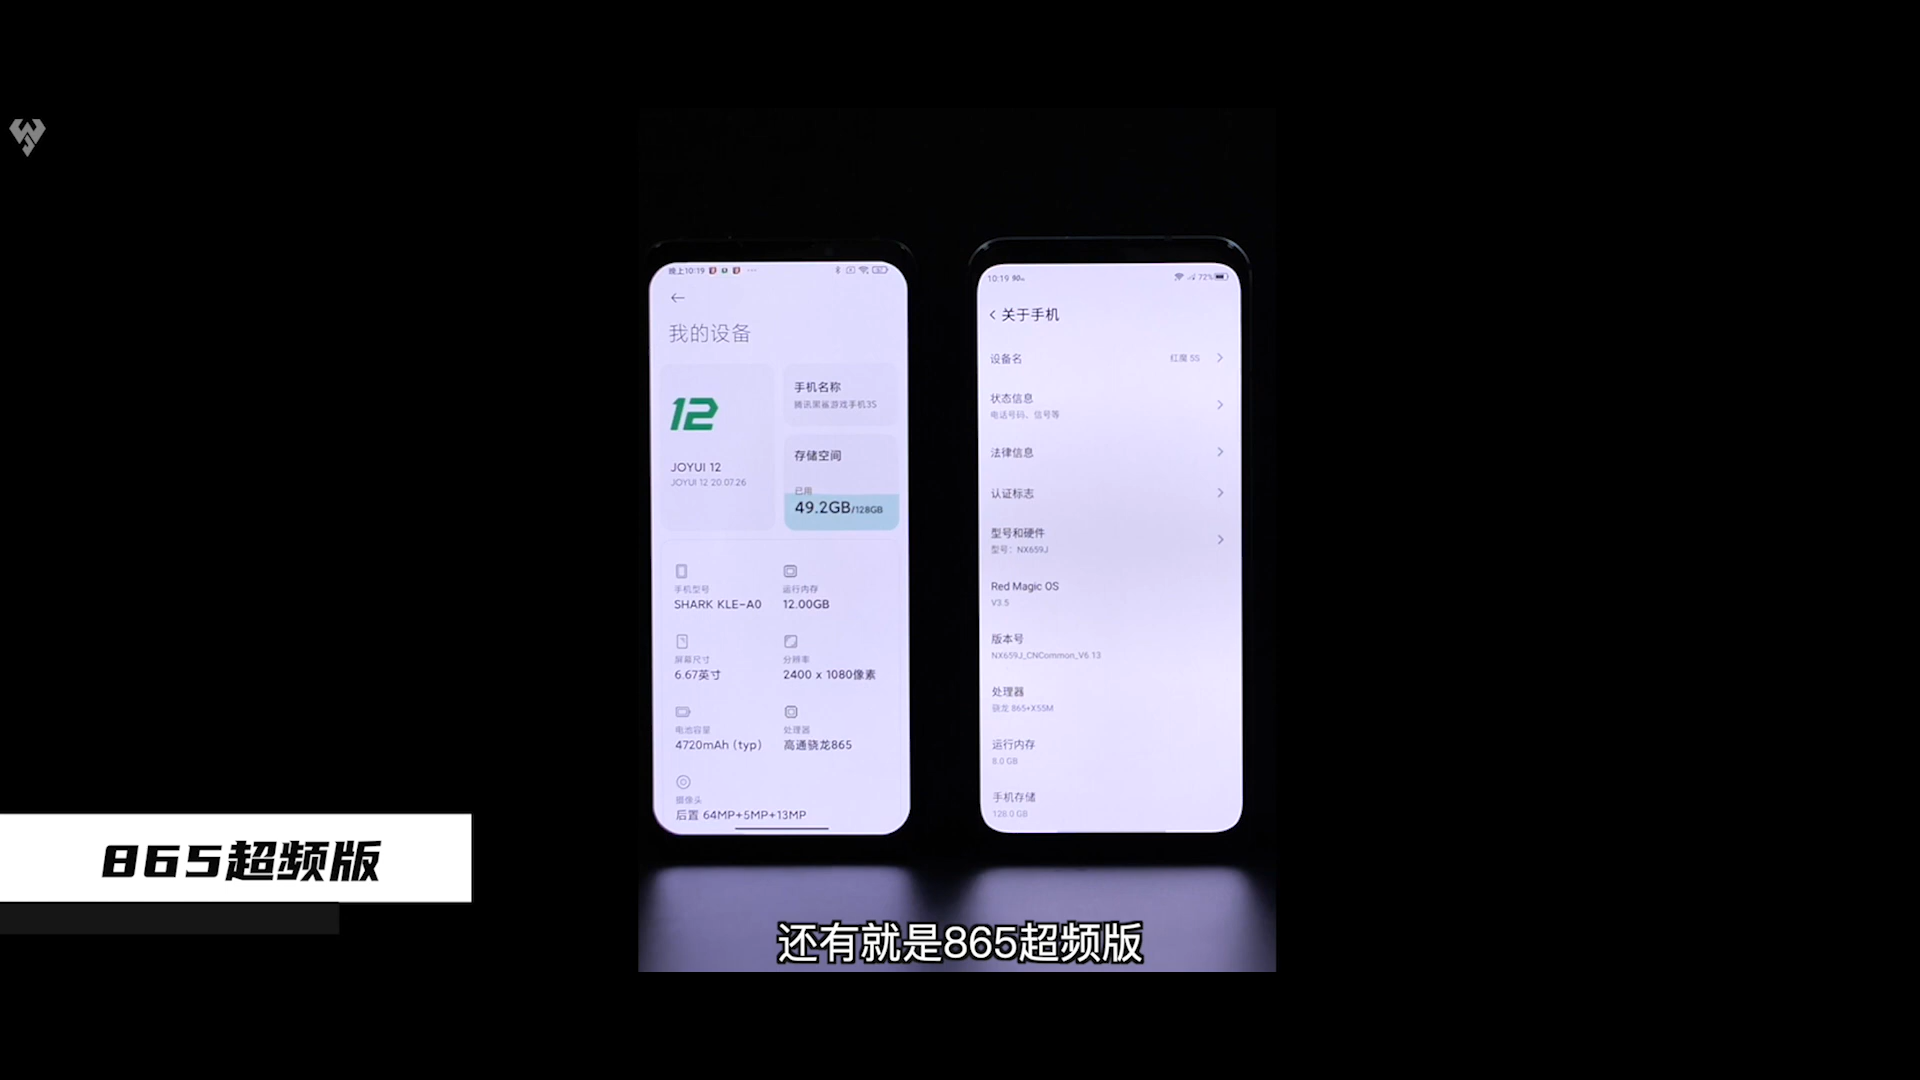 晚上10:19
我的设备
12
JOYUI 12
JOYUI 12 20.07.26
手机名称
腾讯黑鲨游戏手机3S
存储空间
已用
49.2GB/128GB
手机型号
SHARK KLE-A0
运行内存
12.00GB
屏幕尺寸
6.67英寸
分辨率
2400 x 1080像素
电池容量
4720mAh (typ)
处理器
高通骁龙865
摄像头
后置 64MP+5MP+13MP
10:19
72%
关于手机
设备名
红魔 5S
状态信息
电话号码、信号等
法律信息
认证标志
型号和硬件
型号：NX659J
Red Magic OS
V3.5
版本号
NX659J_CNCommon_V6.13
处理器
骁龙 865+X55M
运行内存
8.0 GB
手机存储
128.0 GB
865超频版
还有就是865超频版